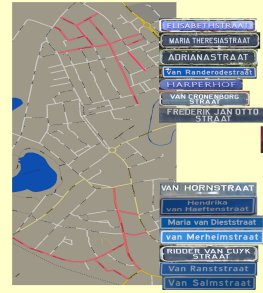 ELISABETHSTRAAT
MARIA THERESIASTRAAT
ADRIANASTRAAT
Van Randerodestraat
HARPERHOF
VAN CRONENBORG
STRAAT
FREDERIK JAN OTTO
STRAAT
VAN HORNSTRAAT
Hendrika
van Haeftenstraat
Maria van Dieststraat
van Merheimstraat
RIDDER VAN CUYK
STRAAT
Van Ranststraat
Van Salmstraat